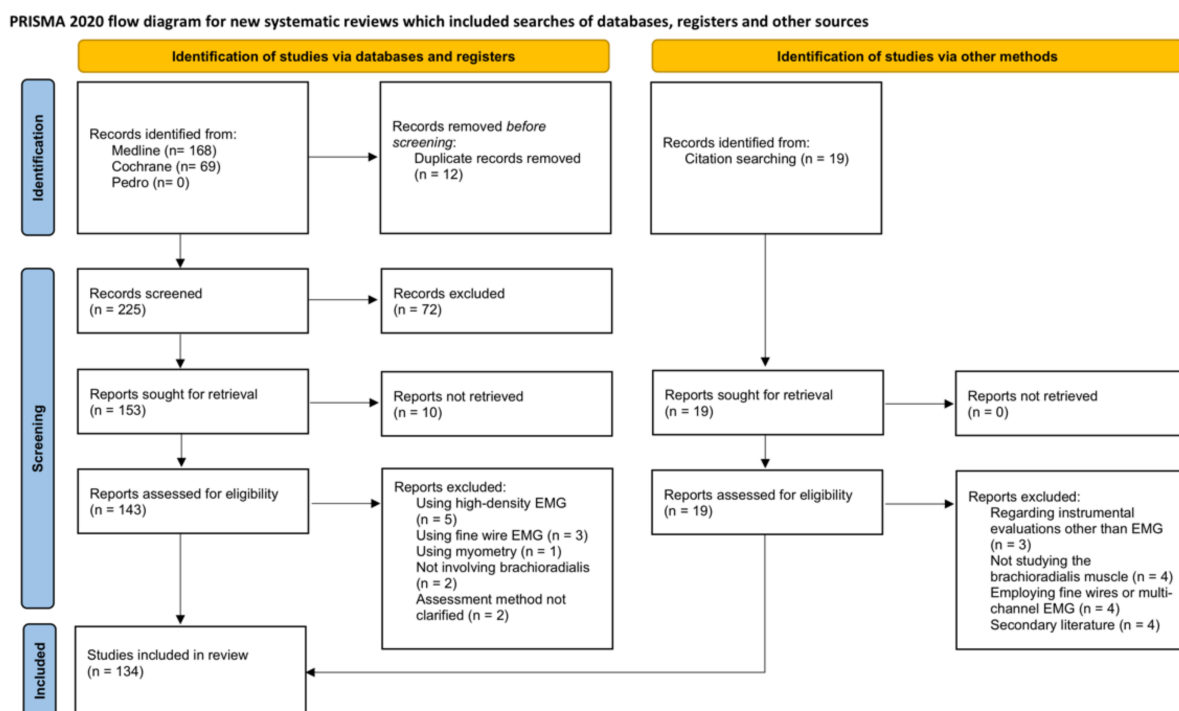 PRISMA 2020 flow diagram for new systematic reviews which included searches of databases, registers and other sources
Identification of studies via databases and registers
Identification of studies via other methods
Identification
Records identified from:
Medline (n= 168)
Cochrane (n= 69)
Pedro (n= 0)
Records removed before
screening:
Duplicate records removed
(n = 12)
Records identified from:
Citation searching (n = 19)
Screening
Records screened
(n = 225)
Records excluded
(n = 72)
Reports sought for retrieval
(n = 153)
Reports not retrieved
(n = 10)
Reports sought for retrieval
(n = 19)
Reports not retrieved
(n = 0)
Reports assessed for eligibility
(n = 143)
Reports excluded:
Using high-density EMG
(n = 5)
Using fine wire EMG (n = 3)
Using myometry (n = 1)
Not involving brachioradialis
(n = 2)
Assessment method not
clarified (n = 2)
Reports assessed for eligibility
(n = 19)
Reports excluded:
Regarding instrumental
evaluations other than EMG
(n = 3)
Not studying the
brachioradialis muscle (n = 4)
Employing fine wires or multi-
channel EMG (n = 4)
Secondary literature (n = 4)
Included
Studies included in review
(n = 134)